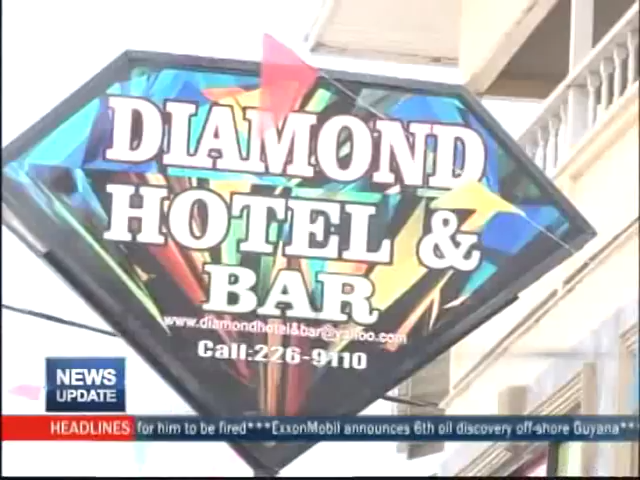 DIAMOND
HOTEL &
BAR
www.diamondhotel&bar@yahoo.com
Call:226-9110
NEWS
UPDATE
HEADLINES for him to be fired***ExxonMobil announces 6th oil discovery off-shore Guyana**